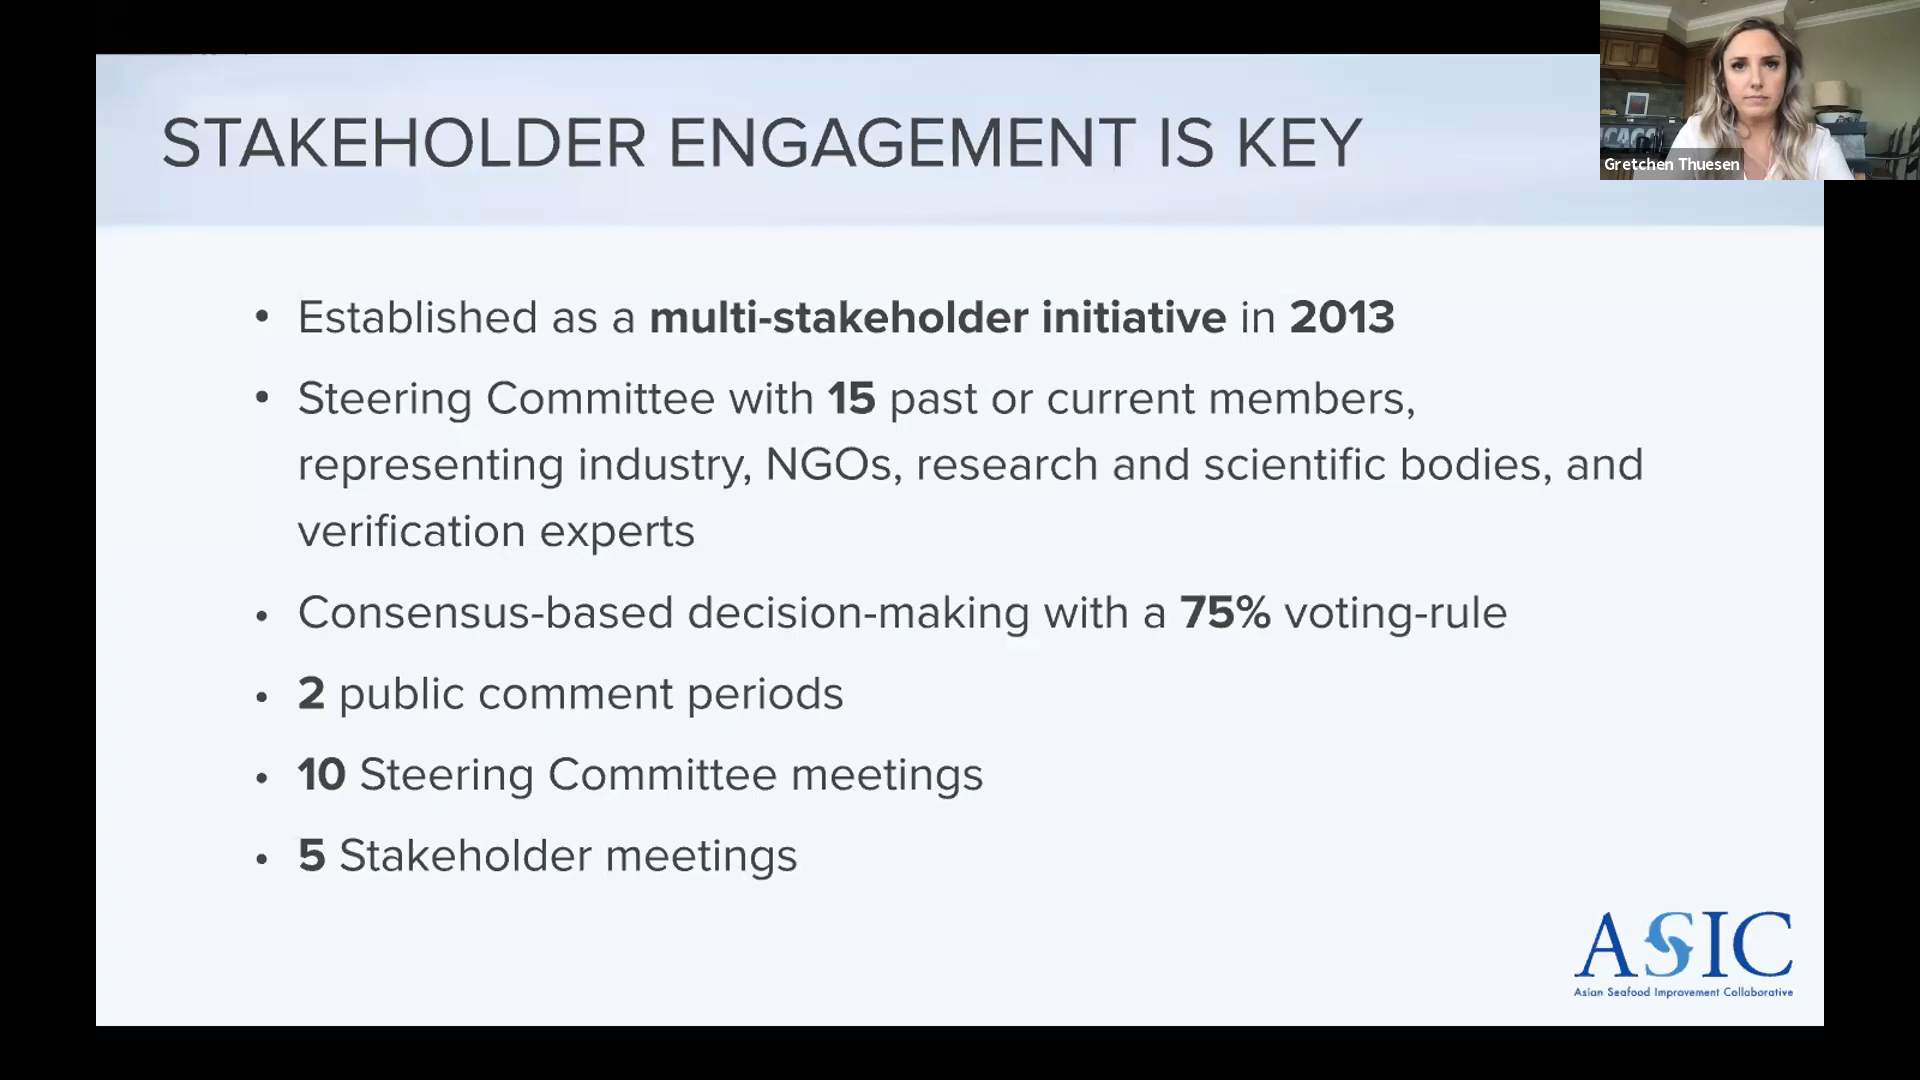 STAKEHOLDER ENGAGEMENT IS KEY
Gretchen Thuesen
• Established as a multi-stakeholder initiative in 2013
• Steering Committee with 15 past or current members,
representing industry, NGOs, research and scientific bodies, and
verification experts
• Consensus-based decision-making with a 75% voting-rule
• 2 public comment periods
• 10 Steering Committee meetings
• 5 Stakeholder meetings
ASIC
Asian Seafood Improvement Collaborative